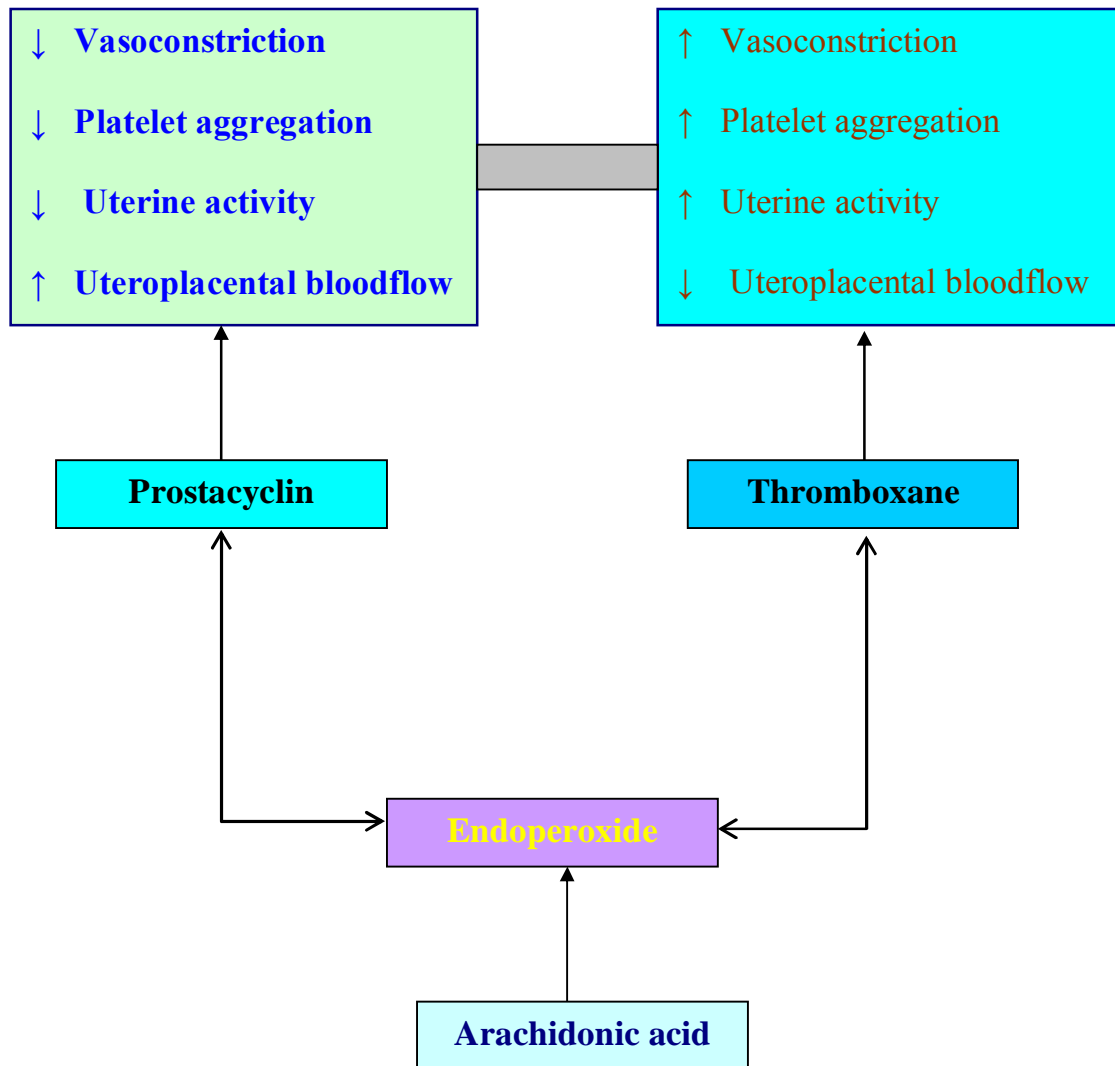 ↓ Vasoconstriction
↓ Platelet aggregation
↓ Uterine activity
↑ Uteroplacental bloodflow
↑ Vasoconstriction
↑ Platelet aggregation
↑ Uterine activity
↓ Uteroplacental bloodflow
Prostacyclin
Thromboxane
Endoperoxide
Arachidonic acid